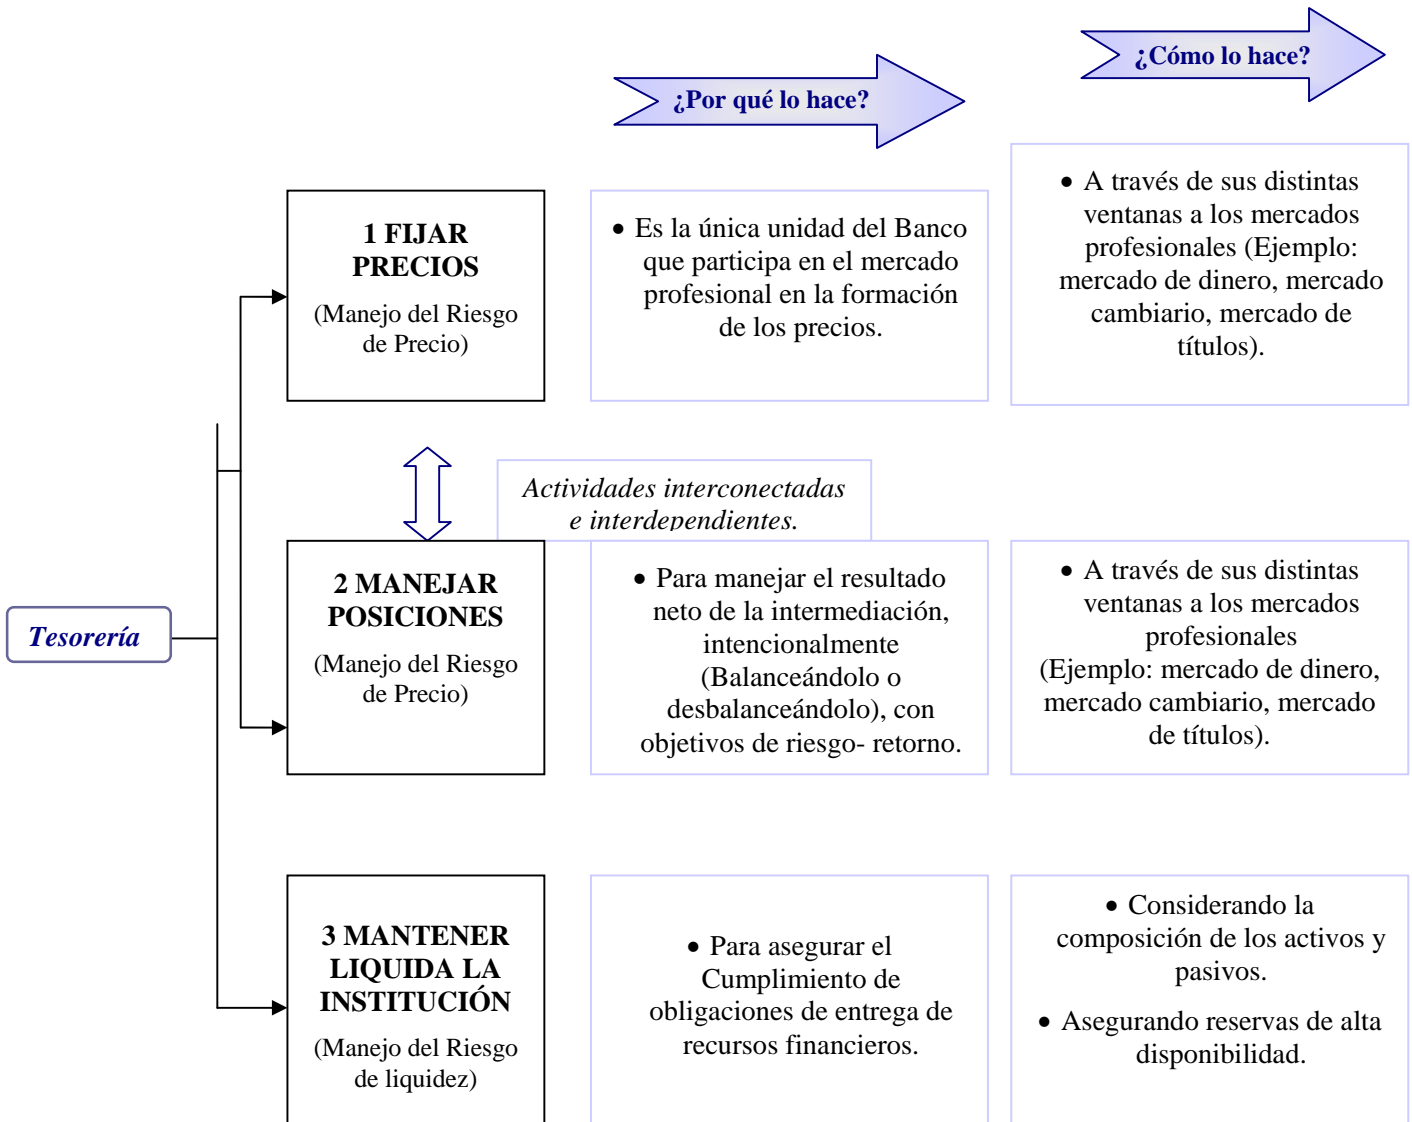 ¿Cómo lo hace?
¿Por qué lo hace?
1 FIJAR
PRECIOS
(Manejo del Riesgo
de Precio)
• Es la única unidad del Banco
que participa en el mercado
profesional en la formación
de los precios.
• A través de sus distintas
ventanas a los mercados
profesionales (Ejemplo:
mercado de dinero, mercado
cambiario, mercado de
títulos).
Actividades interconectadas
e interdependientes.
Tesorería
2 MANEJAR
POSICIONES
(Manejo del Riesgo
de Precio)
• Para manejar el resultado
neto de la intermediación,
intencionalmente
(Balanceándolo o
desbalanceándolo), con
objetivos de riesgo- retorno.
• A través de sus distintas
ventanas a los mercados
profesionales
(Ejemplo: mercado de dinero,
mercado cambiario, mercado
de títulos).
3 MANTENER
LIQUIDA LA
INSTITUCIÓN
(Manejo del Riesgo
de liquidez)
• Para asegurar el
Cumplimiento de
obligaciones de entrega de
recursos financieros.
• Considerando la
composición de los activos y
pasivos.
• Asegurando reservas de alta
disponibilidad.